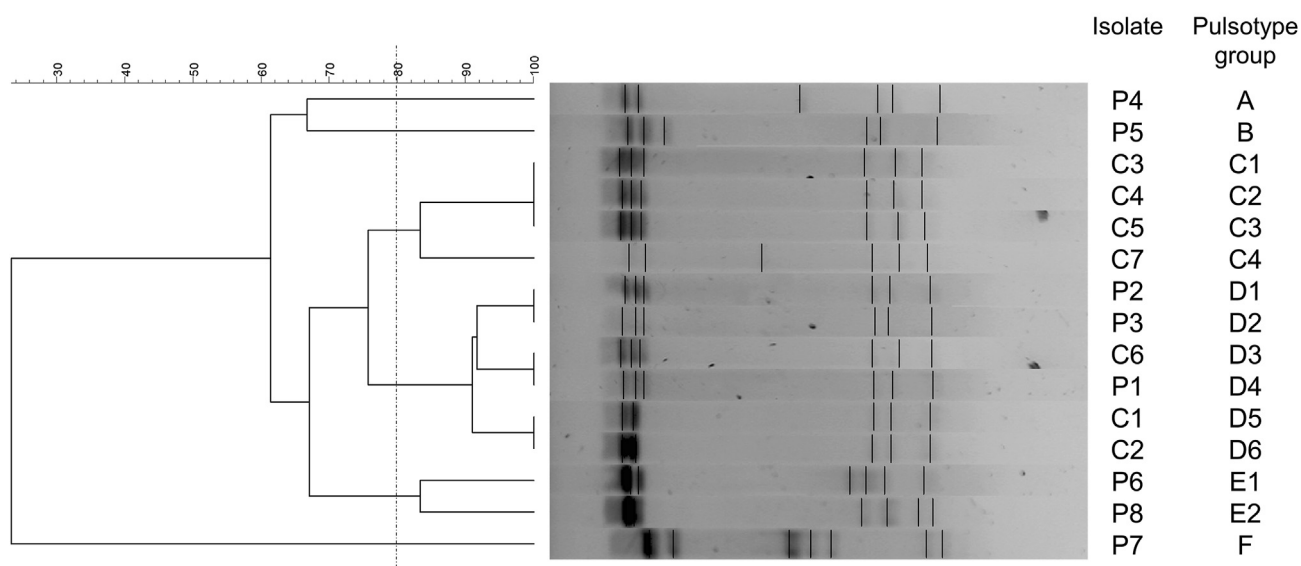 Isolate Pulsotype group
30 40 50 60 70 80 90 100
P4 A
P5 B
C3 C1
C4 C2
C5 C3
C7 C4
P2 D1
P3 D2
C6 D3
P1 D4
C1 D5
C2 D6
P6 E1
P8 E2
P7 F